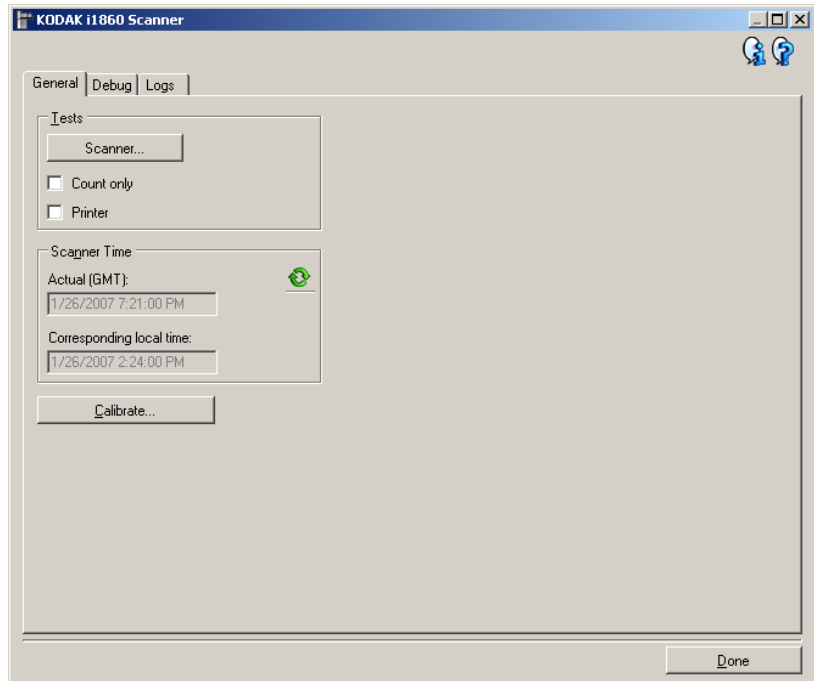 KODAK i1860 Scanner
General Debug Logs
Tests
Scanner...
Count only
Printer
Scanner Time
Actual (GMT):
1/26/2007 7:21:00 PM
Corresponding local time:
1/26/2007 2:24:00 PM
Calibrate...
Done